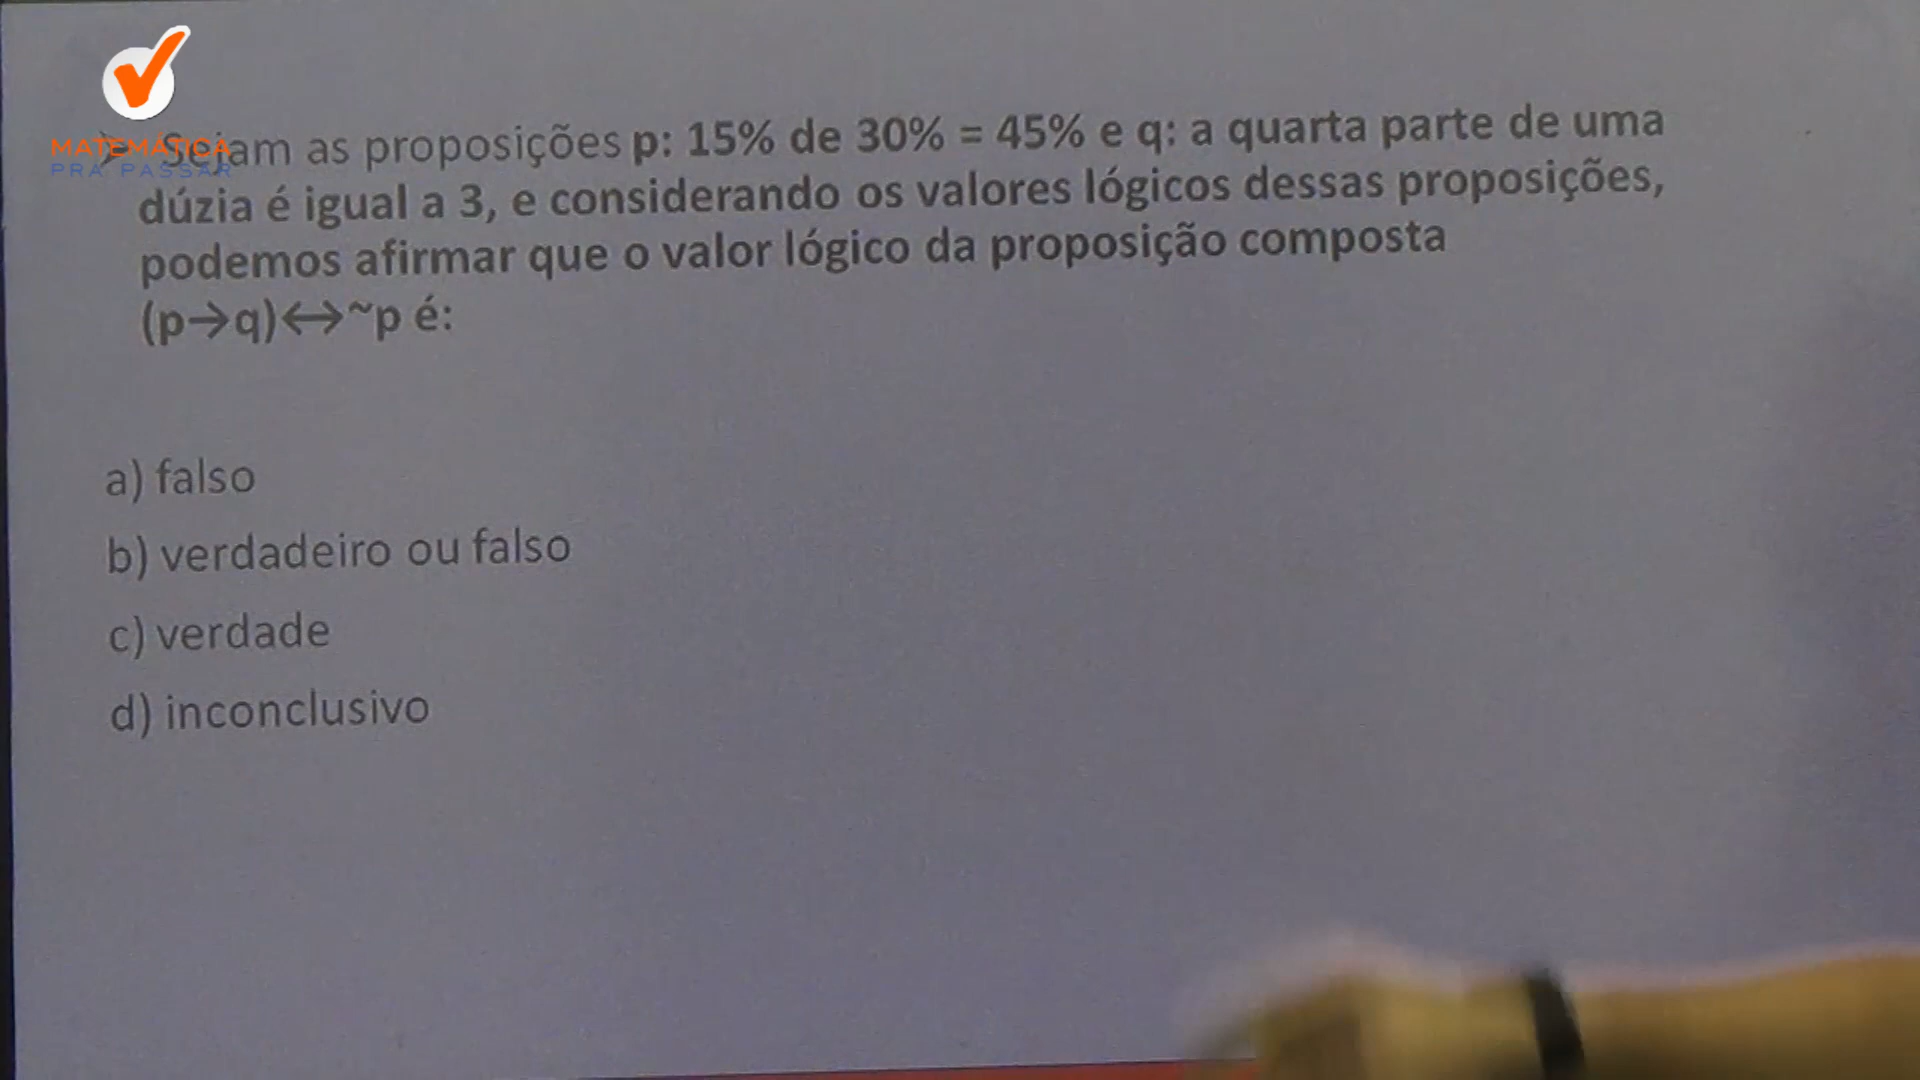 MATEMÁTICA
PRA PASSAR
➢ Sejam as proposições p: 15% de 30% = 45% e q: a quarta parte de uma
dúzia é igual a 3, e considerando os valores lógicos dessas proposições,
podemos afirmar que o valor lógico da proposição composta
(p→q)↔~p é:
a) falso
b) verdadeiro ou falso
c) verdade
d) inconclusivo